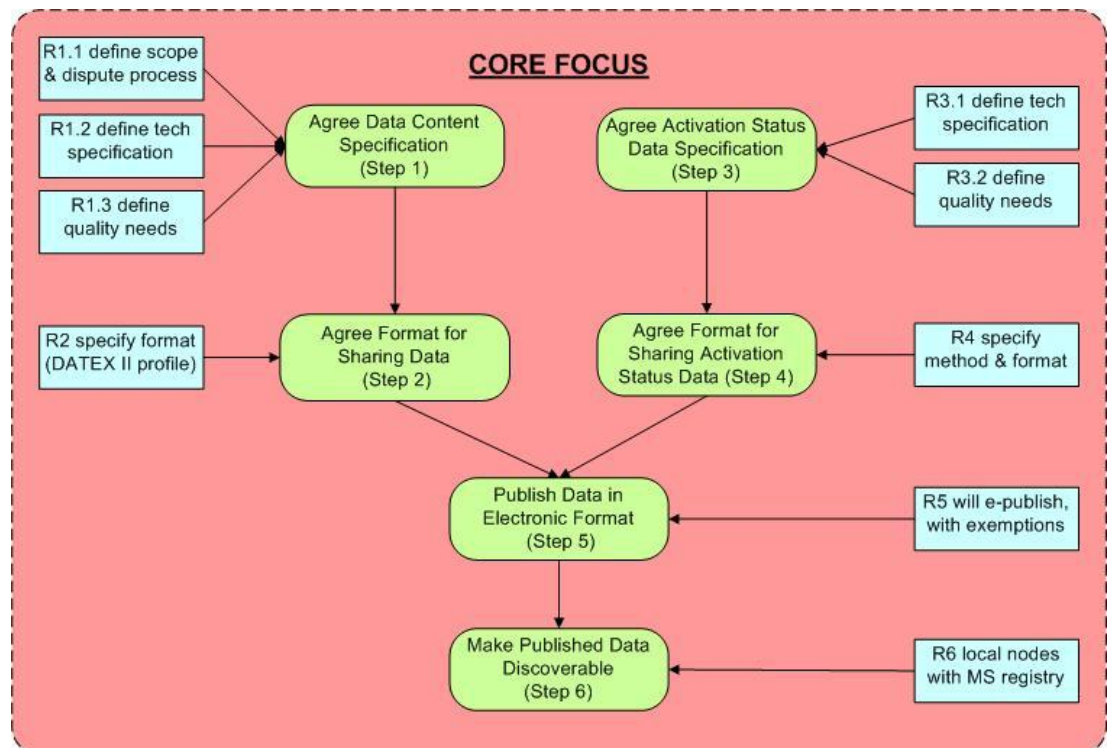 CORE FOCUS
R1.1 define scope
& dispute process
R1.2 define tech
specification
R1.3 define
quality needs
Agree Data Content
Specification
(Step 1)
Agree Activation Status
Data Specification
(Step 3)
R3.1 define tech
specification
R3.2 define
quality needs
R2 specify format
(DATEX II profile)
Agree Format for
Sharing Data
(Step 2)
Agree Format for
Sharing Activation
Status Data (Step 4)
R4 specify
method & format
Publish Data in
Electronic Format
(Step 5)
R5 will e-publish,
with exemptions
Make Published Data
Discoverable
(Step 6)
R6 local nodes
with MS registry